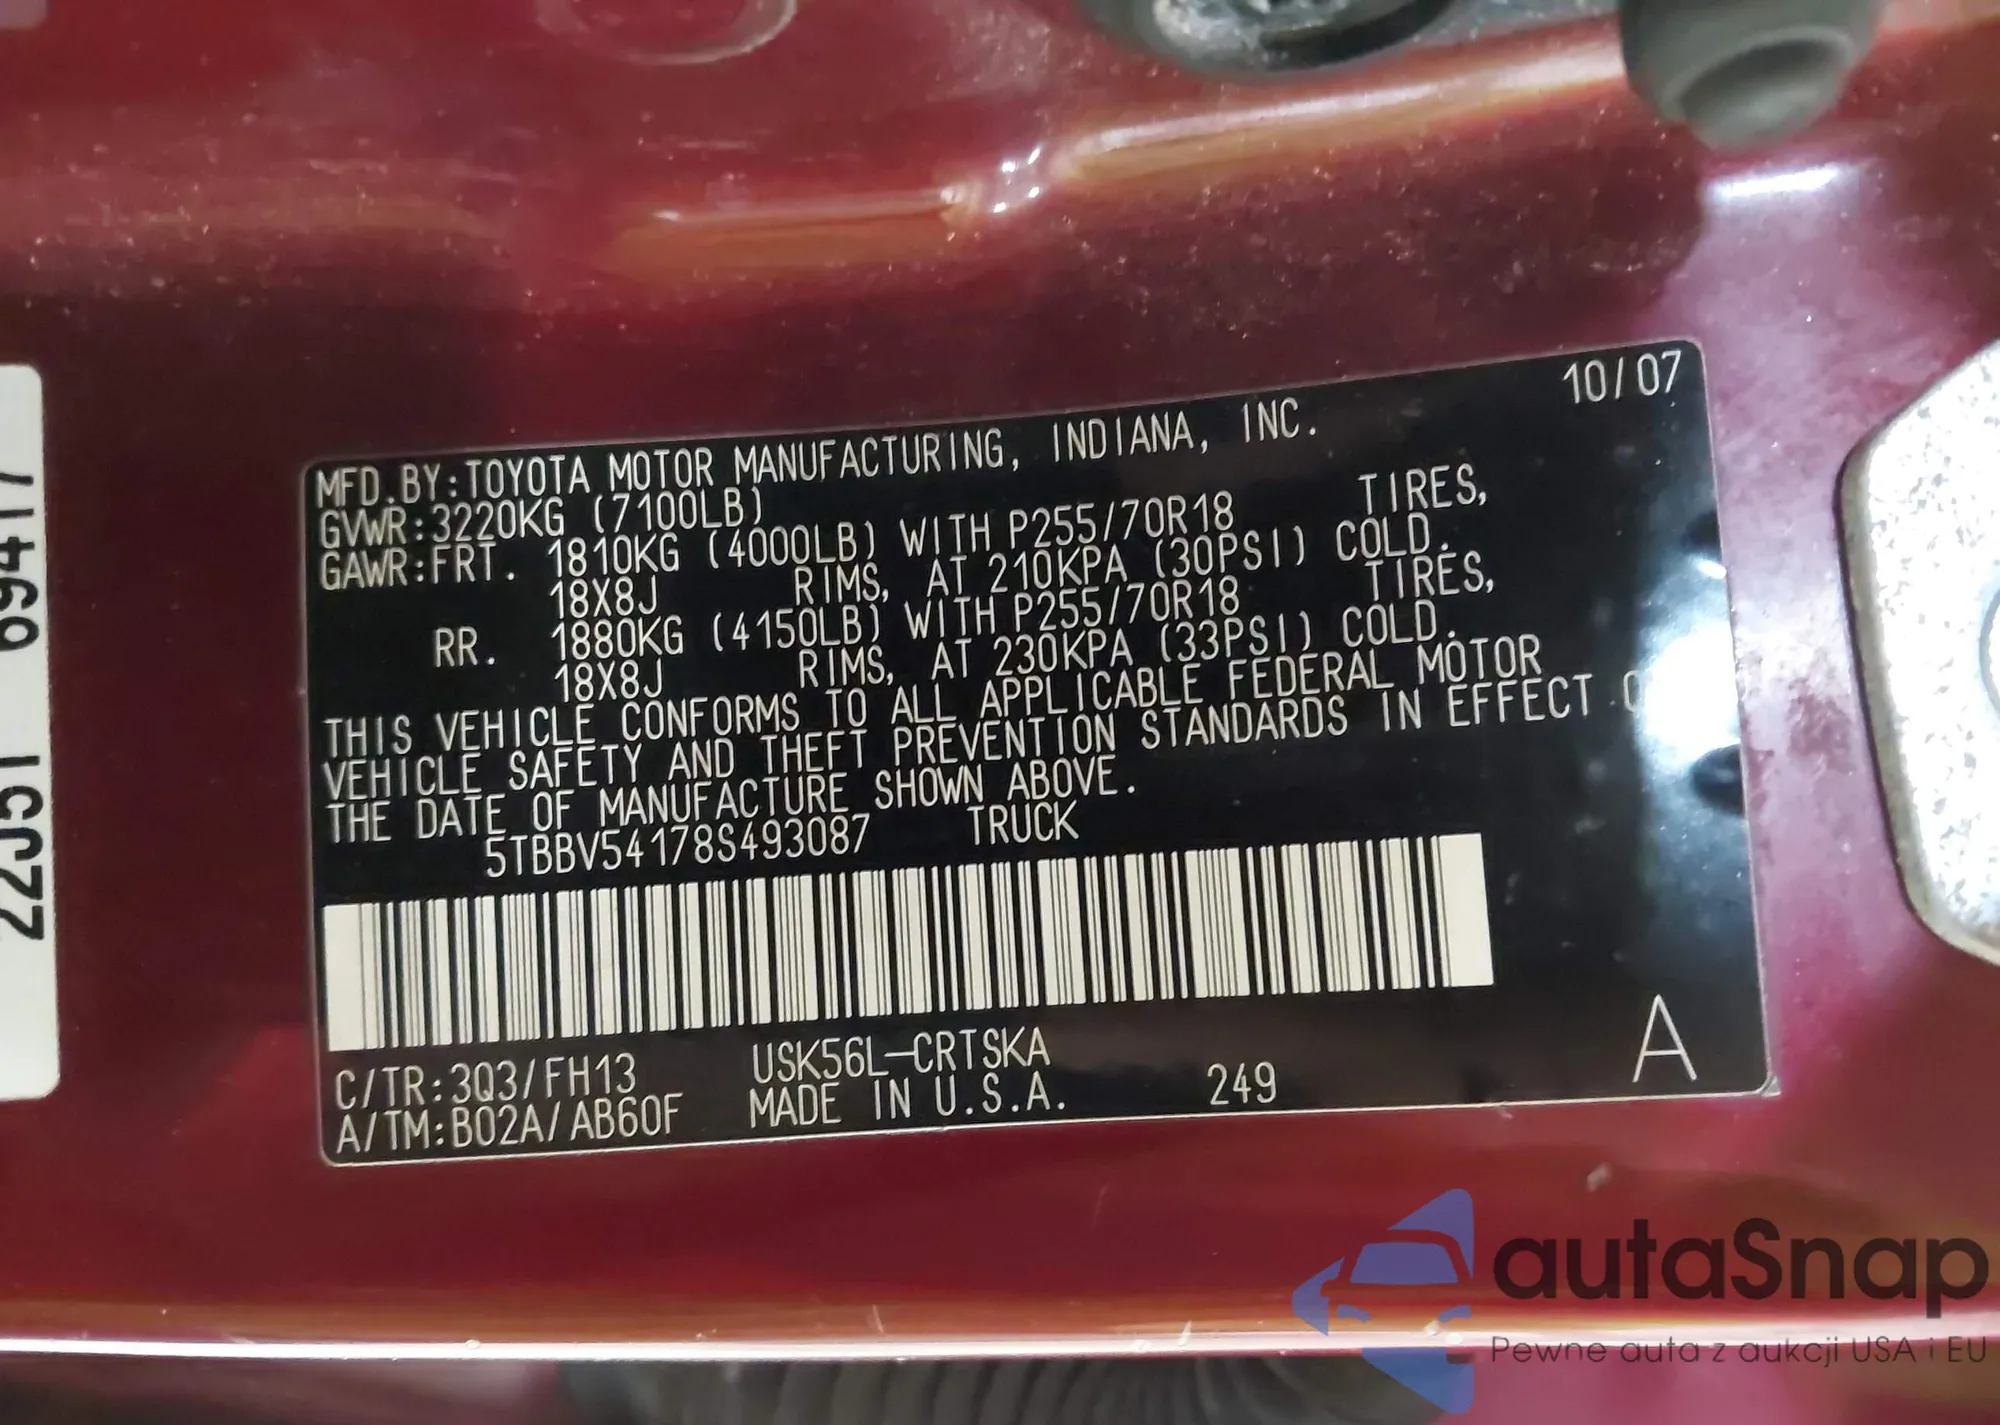 10/07
MFD.BY:TOYOTA MOTOR MANUFACTURING, INDIANA, INC.
GVWR:3220KG (7100LB)
GAWR:FRT. 1810KG (4000LB) WITH P255/70R18 TIRES,
18X8J RIMS, AT 210KPA (30PSI) COLD.
RR. 1880KG (4150LB) WITH P255/70R18 TIRES,
18X8J RIMS, AT 230KPA (33PSI) COLD.
THIS VEHICLE CONFORMS TO ALL APPLICABLE FEDERAL MOTOR
VEHICLE SAFETY AND THEFT PREVENTION STANDARDS IN EFFECT
THE DATE OF MANUFACTURE SHOWN ABOVE.
5TBBV54178S493087 TRUCK
C/TR:3Q3/FH13 USK56L-CRTSKA
A/TM:B02A/AB60F MADE IN U.S.A. 249
A
autoSnap
Pewne auta z aukcji USA i EU